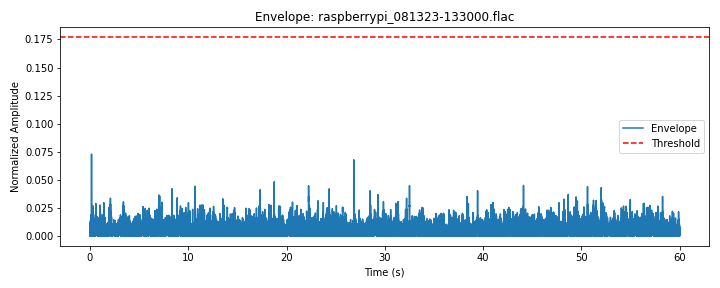 Envelope: raspberrypi_081323-133000.flac
Normalized Amplitude
0.175
0.150
0.125
0.100
0.075
0.050
0.025
0.000
Envelope
Threshold
0 10 20 30 40 50 60
Time (s)